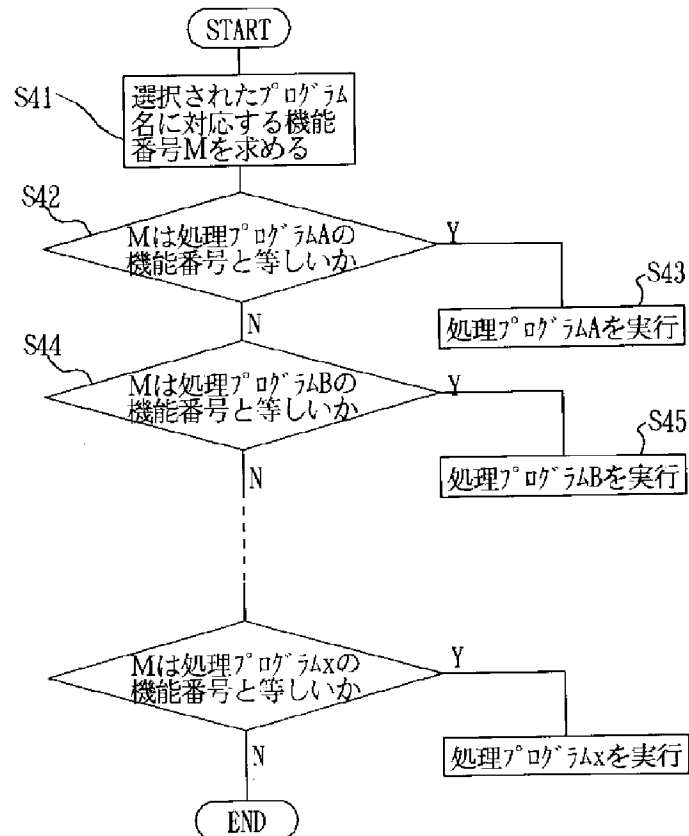 START
S41
選択されたﾌﾟﾛｸﾞﾗﾑ
名に対応する機能
番号Mを求める
S42
Mは処理ﾌﾟﾛｸﾞﾗﾑAの
機能番号と等しいか
Y
N
S43
処理ﾌﾟﾛｸﾞﾗﾑAを実行
S44
Mは処理ﾌﾟﾛｸﾞﾗﾑBの
機能番号と等しいか
Y
N
S45
処理ﾌﾟﾛｸﾞﾗﾑBを実行
Mは処理ﾌﾟﾛｸﾞﾗﾑxの
機能番号と等しいか
Y
N
処理ﾌﾟﾛｸﾞﾗﾑxを実行
END